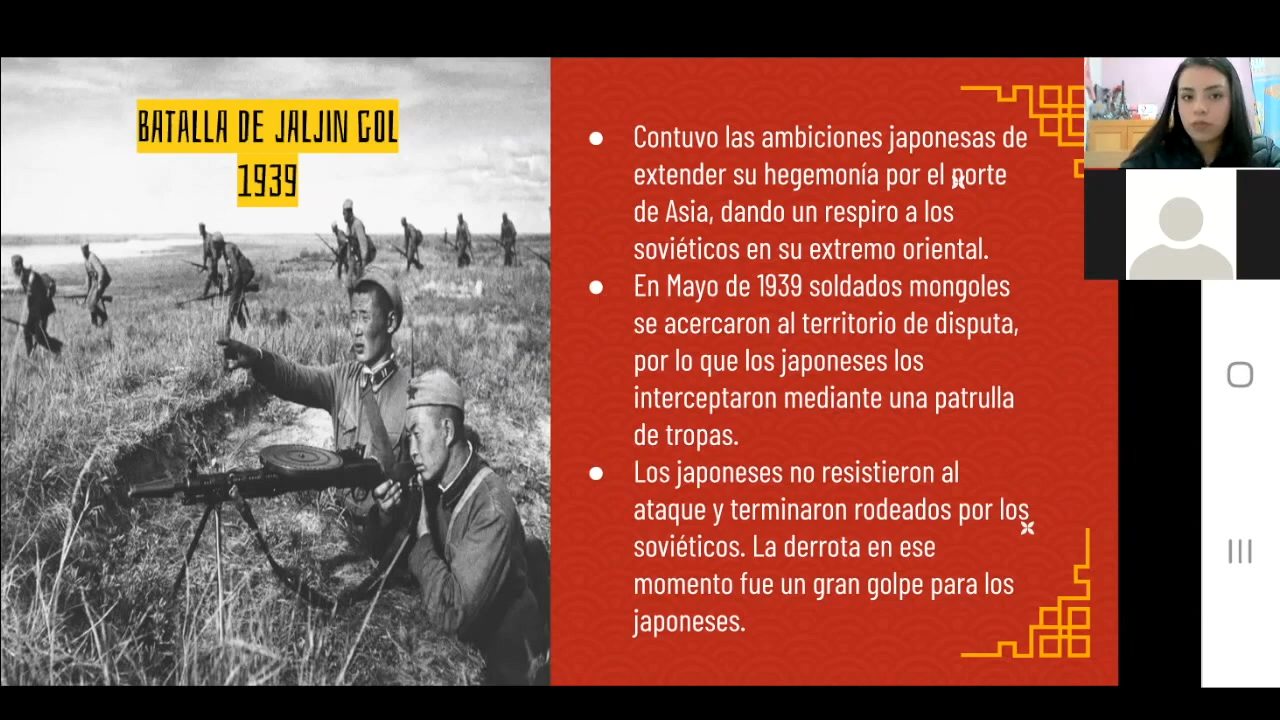 BATALLA DE JALJIN GOL
1939
Contuvo las ambiciones japonesas de
extender su hegemonía por el norte
de Asia, dando un respiro a los
soviéticos en su extremo oriental.
En Mayo de 1939 soldados mongoles
se acercaron al territorio de disputa,
por lo que los japoneses los
interceptaron mediante una patrulla
de tropas.
Los japoneses no resistieron al
ataque y terminaron rodeados por los
soviéticos. La derrota en ese
momento fue un gran golpe para los
japoneses.